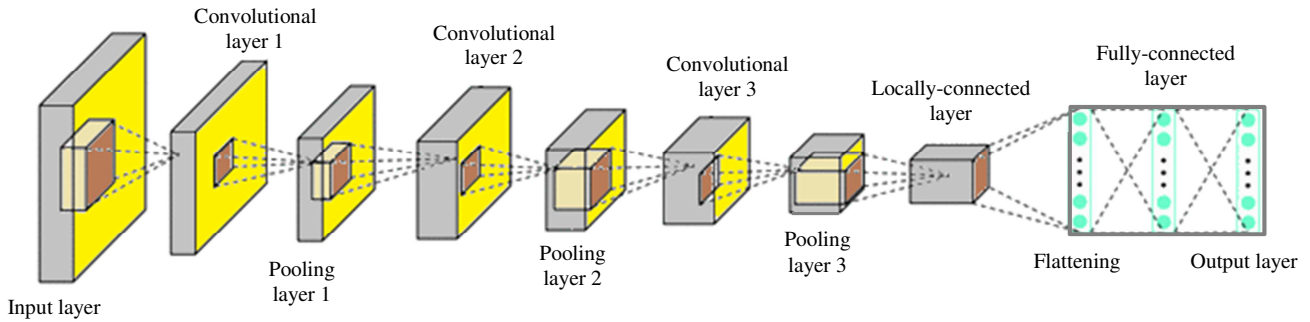 Convolutional
layer 1
Convolutional
layer 2
Convolutional
layer 3
Locally-connected
layer
Fully-connected
layer
Input layer
Pooling
layer 1
Pooling
layer 2
Pooling
layer 3
Flattening
Output layer